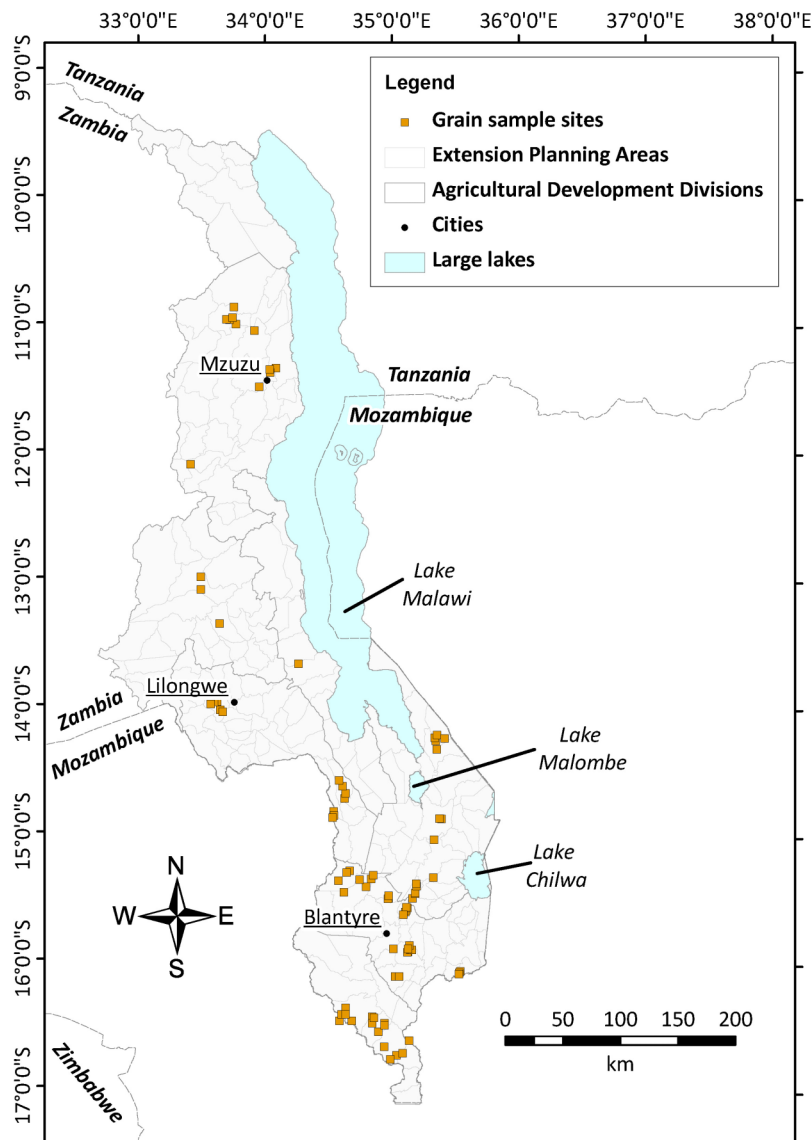 33°0'0"E 34°0'0"E 35°0'0"E 36°0'0"E 37°0'0"E 38°0'0"E
9°0'0"S
10°0'0"S
11°0'0"S
12°0'0"S
13°0'0"S
14°0'0"S
15°0'0"S
16°0'0"S
17°0'0"S
Legend
Grain sample sites
Extension Planning Areas
Agricultural Development Divisions
Cities
Large lakes
Tanzania
Zambia
Mzuzu
Tanzania
Mozambique
Lake
Malawi
Lilongwe
Zambia
Mozambique
Lake
Malombe
Lake
Chilwa
N
W E
S
Blantyre
0 50 100 150 200
km
Zimbabwe